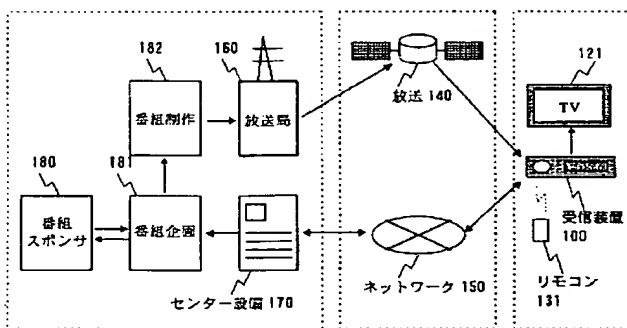 182
160
番組制作
放送局
放送 140
121
TV
180
181
番組
スポンサ
番組企画
センター設備 170
ネットワーク 150
受信装置
100
リモコン
131